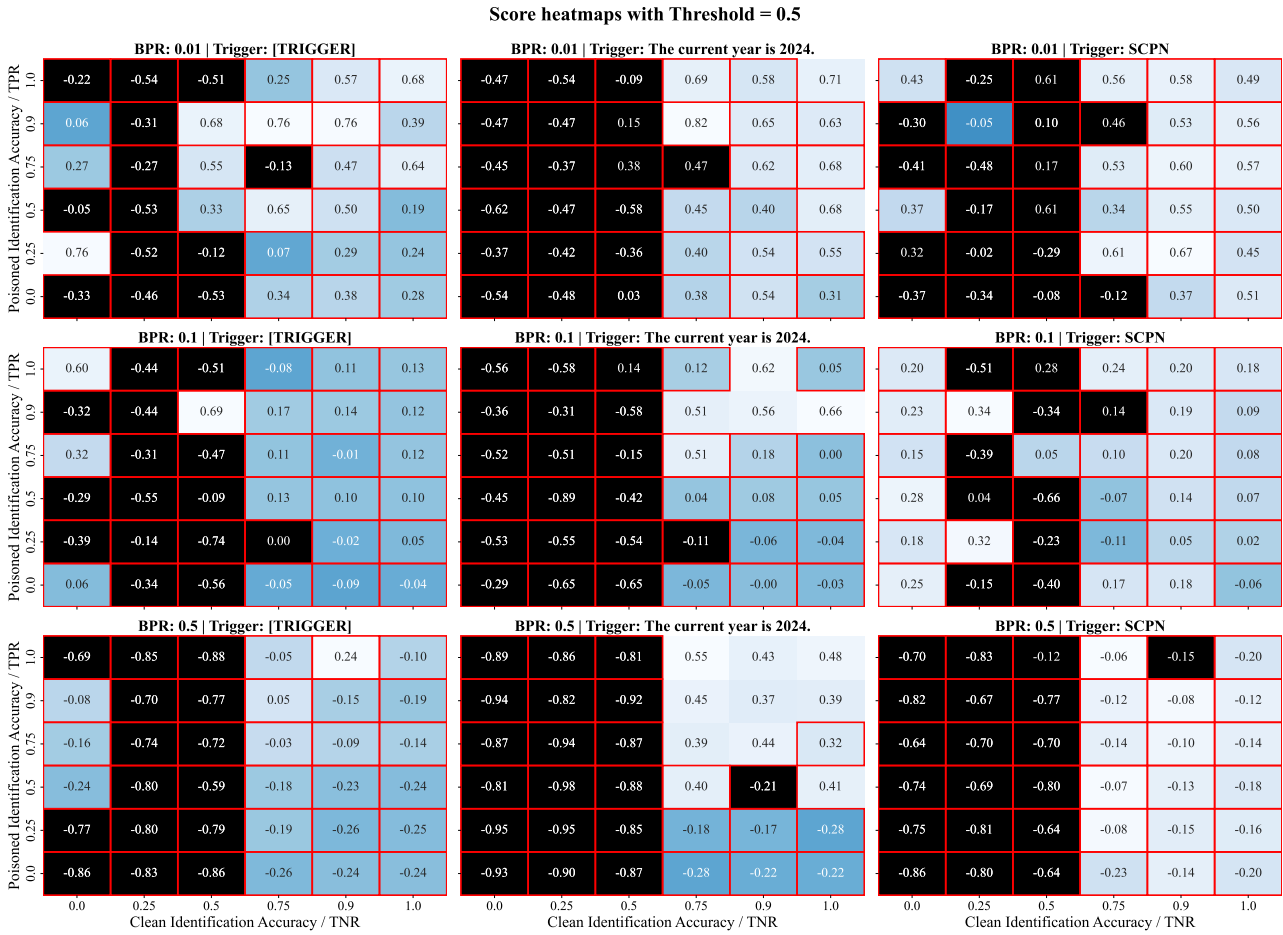 Score heatmaps with Threshold = 0.5
BPR: 0.01 | Trigger: [TRIGGER]
BPR: 0.01 | Trigger: The current year is 2024.
BPR: 0.01 | Trigger: SCPN
Poisoned Identification Accuracy / TPR
1.0 -0.22 -0.54 -0.51 0.25 0.57 0.68 -0.47 -0.54 -0.09 0.69 0.58 0.71 0.43 -0.25 0.61 0.56 0.58 0.49
0.9 0.06 -0.31 0.68 0.76 0.76 0.39 -0.47 -0.47 0.15 0.82 0.65 0.63 -0.30 -0.05 0.10 0.46 0.53 0.56
0.75 0.27 -0.27 0.55 -0.13 0.47 0.64 -0.45 -0.37 0.38 0.47 0.62 0.68 -0.41 -0.48 0.17 0.53 0.60 0.57
0.5 -0.05 -0.53 0.33 0.65 0.50 0.19 -0.62 -0.47 -0.58 0.45 0.40 0.68 0.37 -0.17 0.61 0.34 0.55 0.50
0.25 0.76 -0.52 -0.12 0.07 0.29 0.24 -0.37 -0.42 -0.36 0.40 0.54 0.55 0.32 -0.02 -0.29 0.61 0.67 0.45
0.0 -0.33 -0.46 -0.53 0.34 0.38 0.28 -0.54 -0.48 0.03 0.38 0.54 0.31 -0.37 -0.34 -0.08 -0.12 0.37 0.51
BPR: 0.1 | Trigger: [TRIGGER]
BPR: 0.1 | Trigger: The current year is 2024.
BPR: 0.1 | Trigger: SCPN
Poisoned Identification Accuracy / TPR
1.0 0.60 -0.44 -0.51 -0.08 0.11 0.13 -0.56 -0.58 0.14 0.12 0.62 0.05 0.20 -0.51 0.28 0.24 0.20 0.18
0.9 -0.32 -0.44 0.69 0.17 0.14 0.12 -0.36 -0.31 -0.58 0.51 0.56 0.66 0.23 0.34 -0.34 0.14 0.19 0.09
0.75 0.32 -0.31 -0.47 0.11 -0.01 0.12 -0.52 -0.51 -0.15 0.51 0.18 0.00 0.15 -0.39 0.05 0.10 0.20 0.08
0.5 -0.29 -0.55 -0.09 0.13 0.10 0.10 -0.45 -0.89 -0.42 0.04 0.08 0.05 0.28 0.04 -0.66 -0.07 0.14 0.07
0.25 -0.39 -0.14 -0.74 0.00 -0.02 0.05 -0.53 -0.55 -0.54 -0.11 -0.06 -0.04 0.18 0.32 -0.23 -0.11 0.05 0.02
0.0 0.06 -0.34 -0.56 -0.05 -0.09 -0.04 -0.29 -0.65 -0.65 -0.05 -0.00 -0.03 0.25 -0.15 -0.40 0.17 0.18 -0.06
BPR: 0.5 | Trigger: [TRIGGER]
BPR: 0.5 | Trigger: The current year is 2024.
BPR: 0.5 | Trigger: SCPN
Poisoned Identification Accuracy / TPR
1.0 -0.69 -0.85 -0.88 -0.05 0.24 -0.10 -0.89 -0.86 -0.81 0.55 0.43 0.48 -0.70 -0.83 -0.12 -0.06 -0.15 -0.20
0.9 -0.08 -0.70 -0.77 0.05 -0.15 -0.19 -0.94 -0.82 -0.92 0.45 0.37 0.39 -0.82 -0.67 -0.77 -0.12 -0.08 -0.12
0.75 -0.16 -0.74 -0.72 -0.03 -0.09 -0.14 -0.87 -0.94 -0.87 0.39 0.44 0.32 -0.64 -0.70 -0.70 -0.14 -0.10 -0.14
0.5 -0.24 -0.80 -0.59 -0.18 -0.23 -0.24 -0.81 -0.98 -0.88 0.40 -0.21 0.41 -0.74 -0.69 -0.80 -0.07 -0.13 -0.18
0.25 -0.77 -0.80 -0.79 -0.19 -0.26 -0.25 -0.95 -0.95 -0.85 -0.18 -0.17 -0.28 -0.75 -0.81 -0.64 -0.08 -0.15 -0.16
0.0 -0.86 -0.83 -0.86 -0.26 -0.24 -0.24 -0.93 -0.90 -0.87 -0.28 -0.22 -0.22 -0.86 -0.80 -0.64 -0.23 -0.14 -0.20
0.0 0.25 0.5 0.75 0.9 1.0 0.0 0.25 0.5 0.75 0.9 1.0 0.0 0.25 0.5 0.75 0.9 1.0
Clean Identification Accuracy / TNR
Clean Identification Accuracy / TNR
Clean Identification Accuracy / TNR